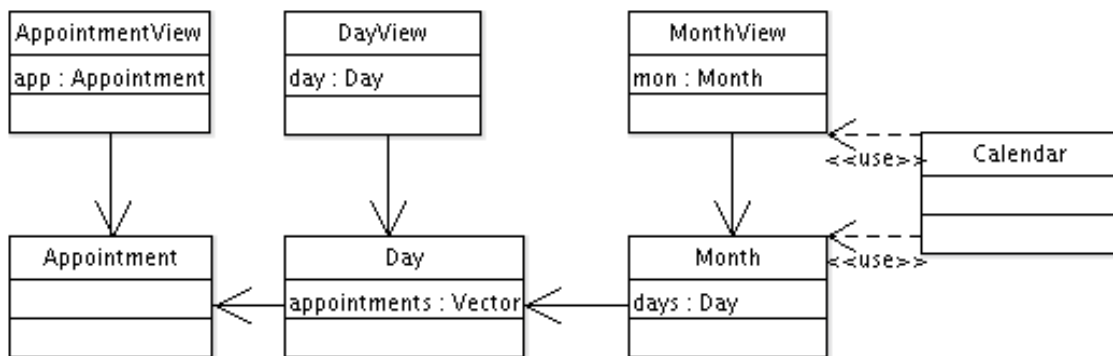 AppointmentView
app : Appointment
DayView
day : Day
MonthView
mon : Month
<<use>>
Calendar
Appointment
Day
appointments : Vector
Month
days : Day
<<use>>